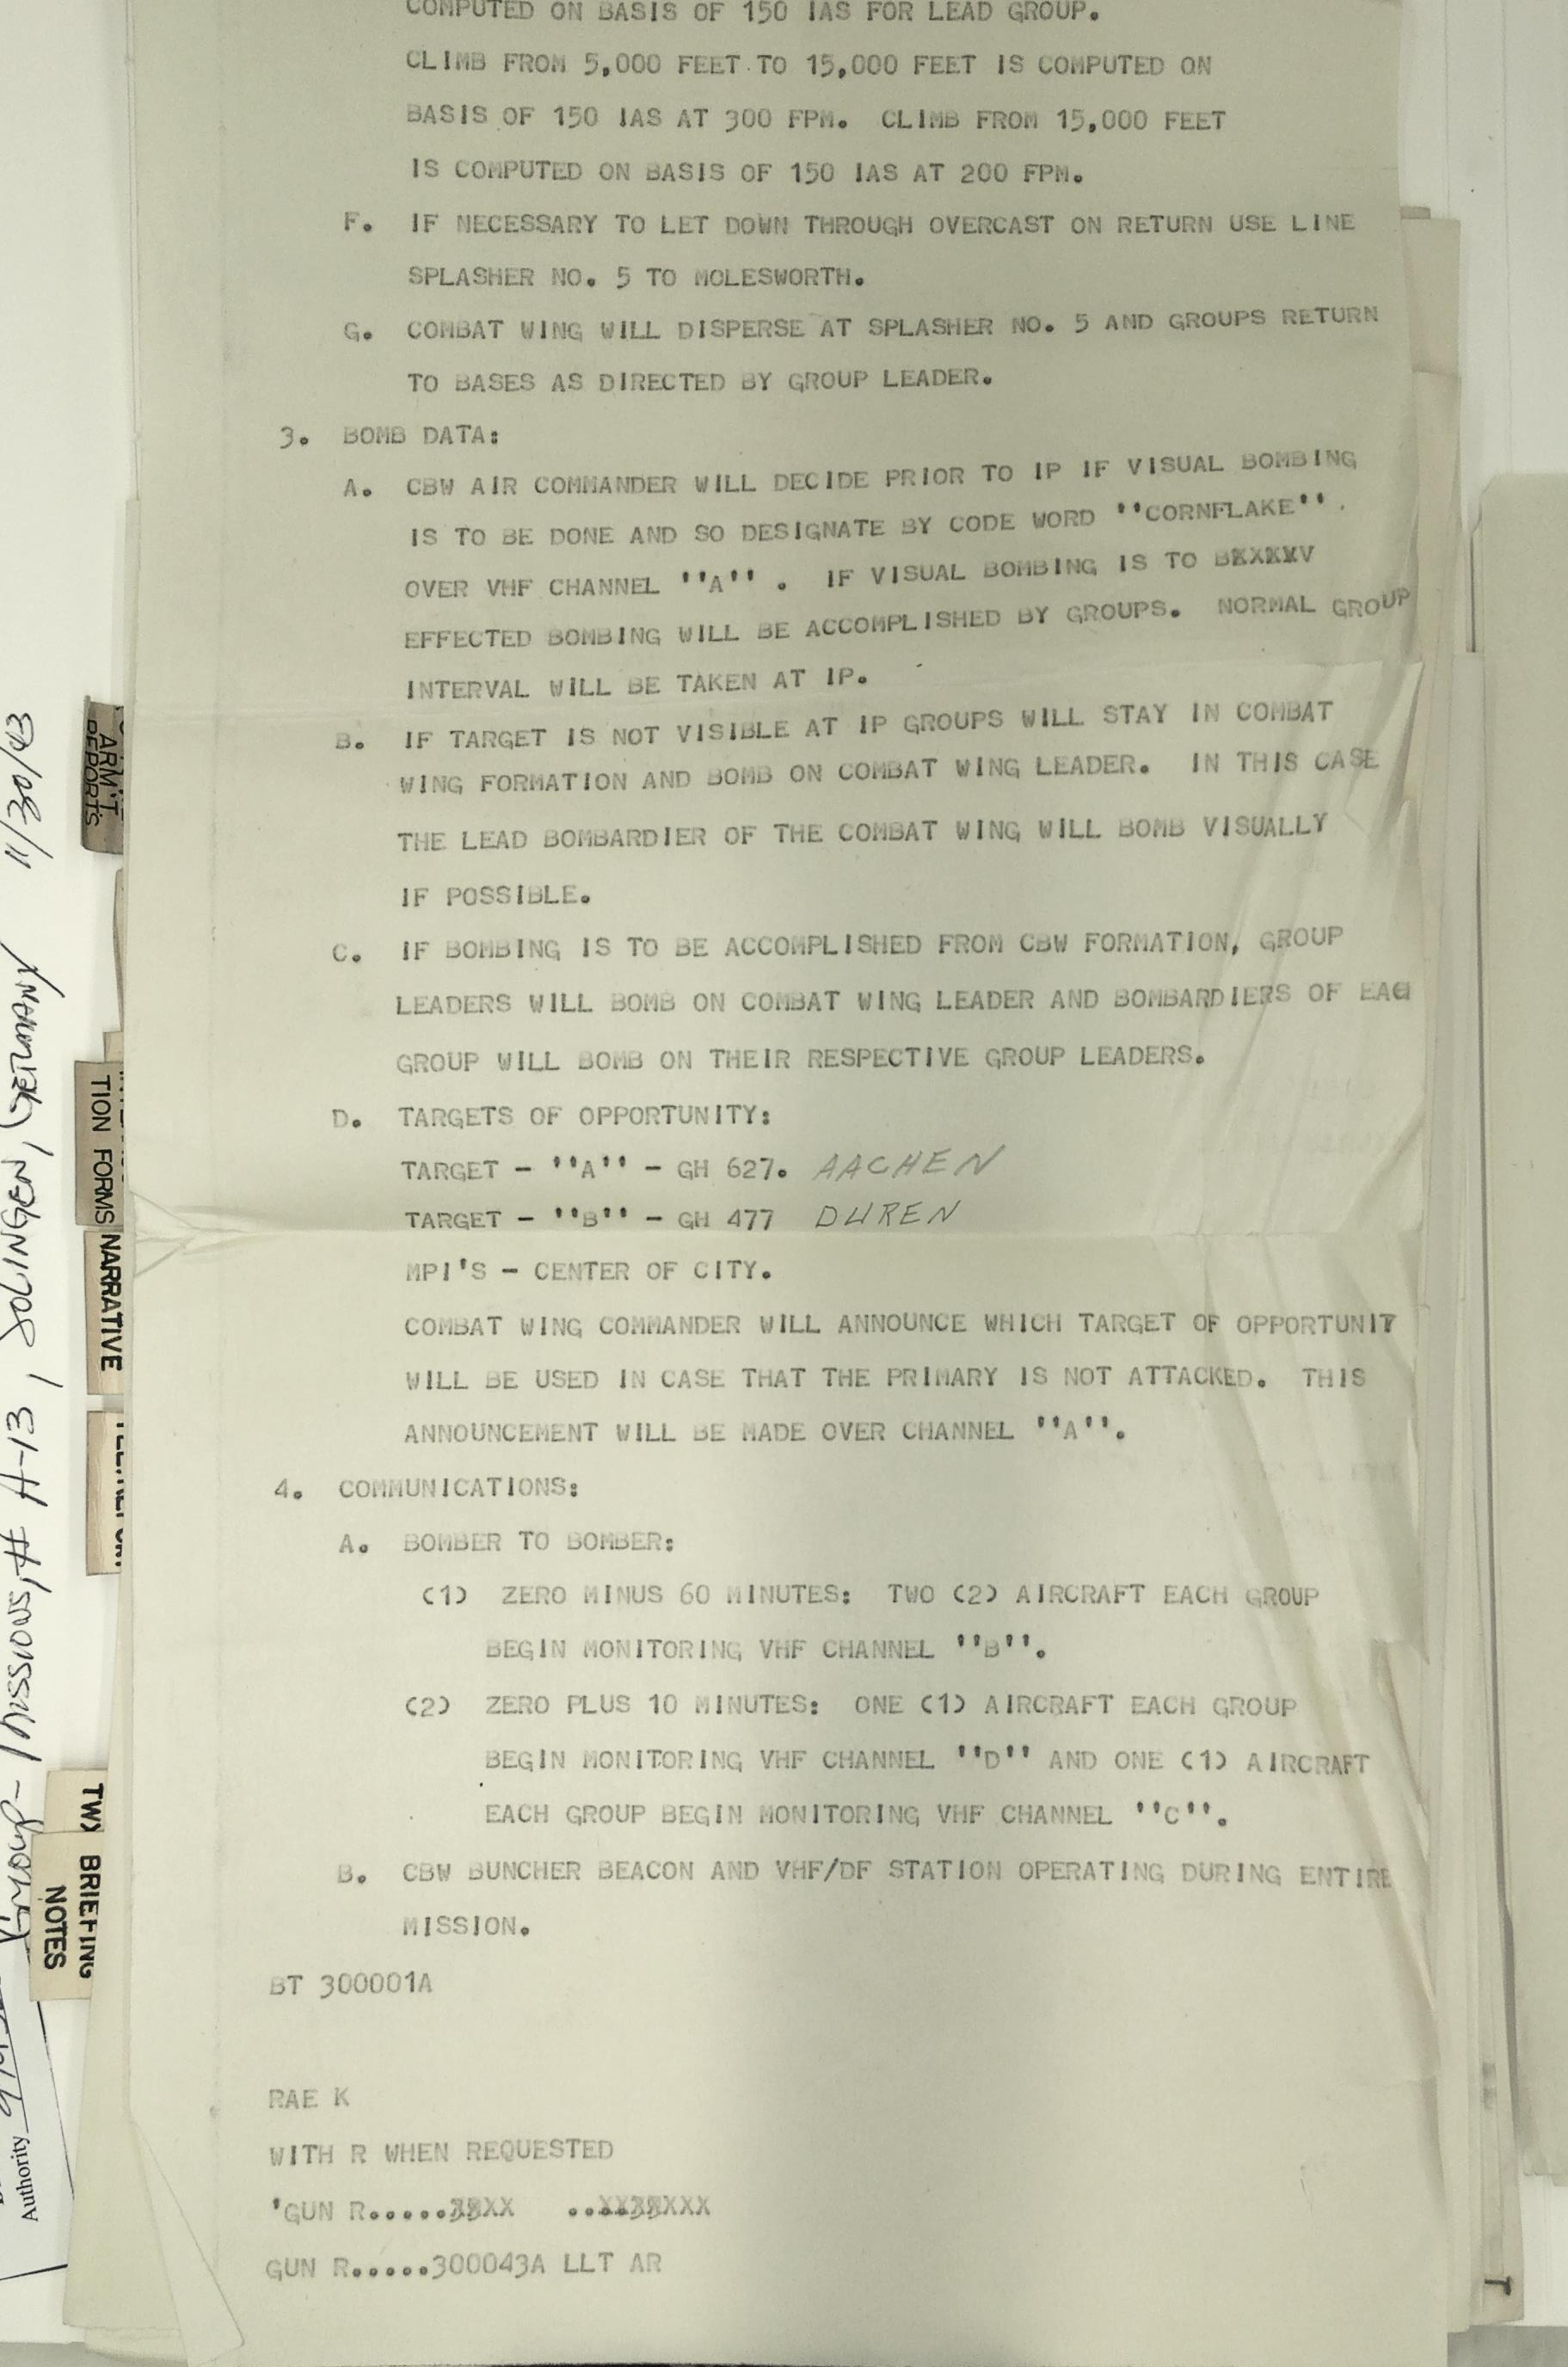 COMPUTED ON BASIS OF 150 IAS FOR LEAD GROUP.
CLIMB FROM 5,000 FEET TO 15,000 FEET IS COMPUTED ON
BASIS OF 150 IAS AT 300 FPM. CLIMB FROM 15,000 FEET
IS COMPUTED ON BASIS OF 150 IAS AT 200 FPM.
F. IF NECESSARY TO LET DOWN THROUGH OVERCAST ON RETURN USE LINE
SPLASHER NO. 5 TO MOLESWORTH.
G. COMBAT WING WILL DISPERSE AT SPLASHER NO. 5 AND GROUPS RETURN
TO BASES AS DIRECTED BY GROUP LEADER.
3. BOMB DATA:
A. CBW AIR COMMANDER WILL DECIDE PRIOR TO IP IF VISUAL BOMBING
IS TO BE DONE AND SO DESIGNATE BY CODE WORD ''CORNFLAKE''.
OVER VHF CHANNEL ''A'' . IF VISUAL BOMBING IS TO BXXXXV
EFFECTED BOMBING WILL BE ACCOMPLISHED BY GROUPS. NORMAL GROUP
INTERVAL WILL BE TAKEN AT IP.
B. IF TARGET IS NOT VISIBLE AT IP GROUPS WILL STAY IN COMBAT
WING FORMATION AND BOMB ON COMBAT WING LEADER. IN THIS CASE
THE LEAD BOMBARDIER OF THE COMBAT WING WILL BOMB VISUALLY
IF POSSIBLE.
C. IF BOMBING IS TO BE ACCOMPLISHED FROM CBW FORMATION, GROUP
LEADERS WILL BOMB ON COMBAT WING LEADER AND BOMBARDIERS OF EACH
GROUP WILL BOMB ON THEIR RESPECTIVE GROUP LEADERS.
D. TARGETS OF OPPORTUNITY:
TARGET - ''A'' - GH 627. AACHEN
TARGET - ''B'' - GH 477 DUREN
MPI'S - CENTER OF CITY.
COMBAT WING COMMANDER WILL ANNOUNCE WHICH TARGET OF OPPORTUNIT
WILL BE USED IN CASE THAT THE PRIMARY IS NOT ATTACKED. THIS
ANNOUNCEMENT WILL BE MADE OVER CHANNEL ''A''.
4. COMMUNICATIONS:
A. BOMBER TO BOMBER:
(1) ZERO MINUS 60 MINUTES: TWO (2) AIRCRAFT EACH GROUP
BEGIN MONITORING VHF CHANNEL ''B''.
(2) ZERO PLUS 10 MINUTES: ONE (1) AIRCRAFT EACH GROUP
BEGIN MONITORING VHF CHANNEL ''D'' AND ONE (1) AIRCRAFT
EACH GROUP BEGIN MONITORING VHF CHANNEL ''C''.
B. CBW BUNCHER BEACON AND VHF/DF STATION OPERATING DURING ENTIRE
MISSION.
BT 300001A
RAE K
WITH R WHEN REQUESTED
'GUN R.....
GUN R.....300043A LLT AR
Group - Missions, # A-13, SOLINGEN, GERMANY 11/30/43
ARM'T
REPORTS
TION FORMS
NARRATIVE
TW) BRIEFING
NOTES
Authority
T